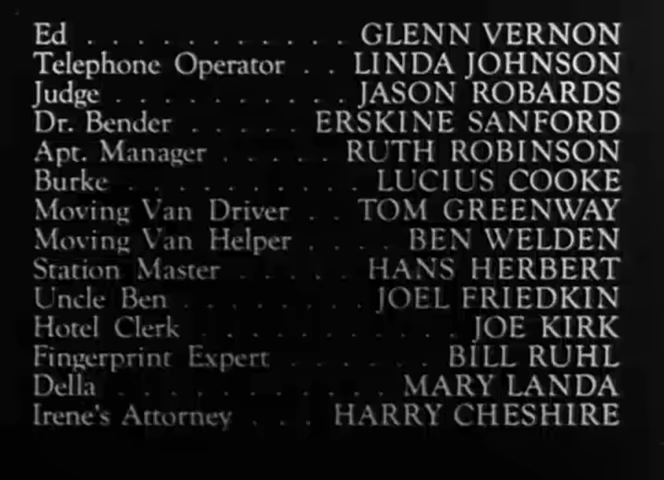 Ed . . . . . . . . . . . GLENN VERNON
Telephone Operator . . LINDA JOHNSON
Judge . . . . . . . . . . JASON ROBARDS
Dr. Bender . . . . . ERSKINE SANFORD
Apt. Manager . . . . . RUTH ROBINSON
Burke . . . . . . . . . . LUCIUS COOKE
Moving Van Driver . . TOM GREENWAY
Moving Van Helper . . . . BEN WELDEN
Station Master . . . . . HANS HERBERT
Uncle Ben . . . . . . . . JOEL FRIEDKIN
Hotel Clerk . . . . . . . . . . JOE KIRK
Fingerprint Expert . . . . . . BILL RUHL
Della . . . . . . . . . . . MARY LANDA
Irene's Attorney . . . HARRY CHESHIRE